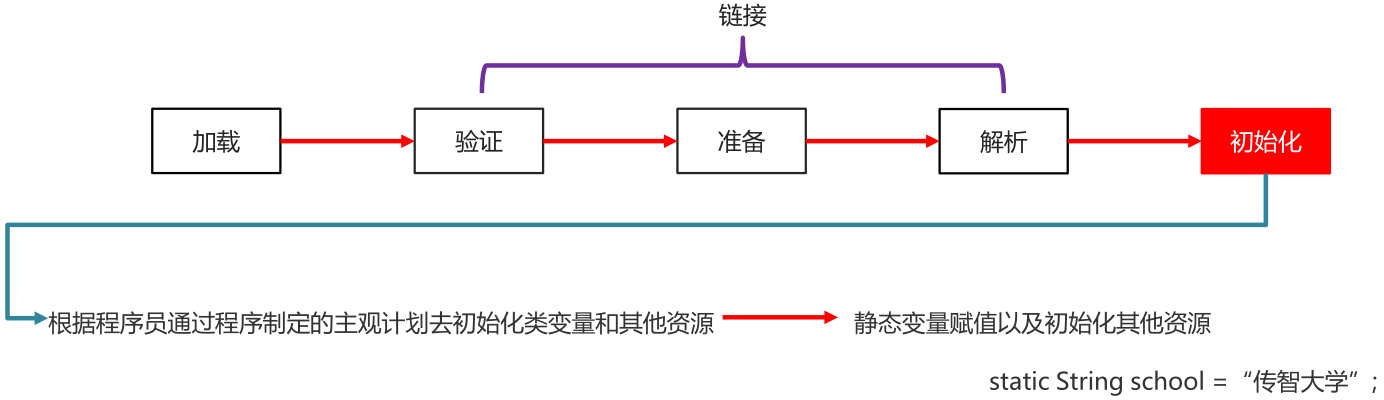 链接
加载
验证
准备
解析
初始化
根据程序员通过程序制定的主观计划去初始化类变量和其他资源
静态变量赋值以及初始化其他资源
static String school =“传智大学”;